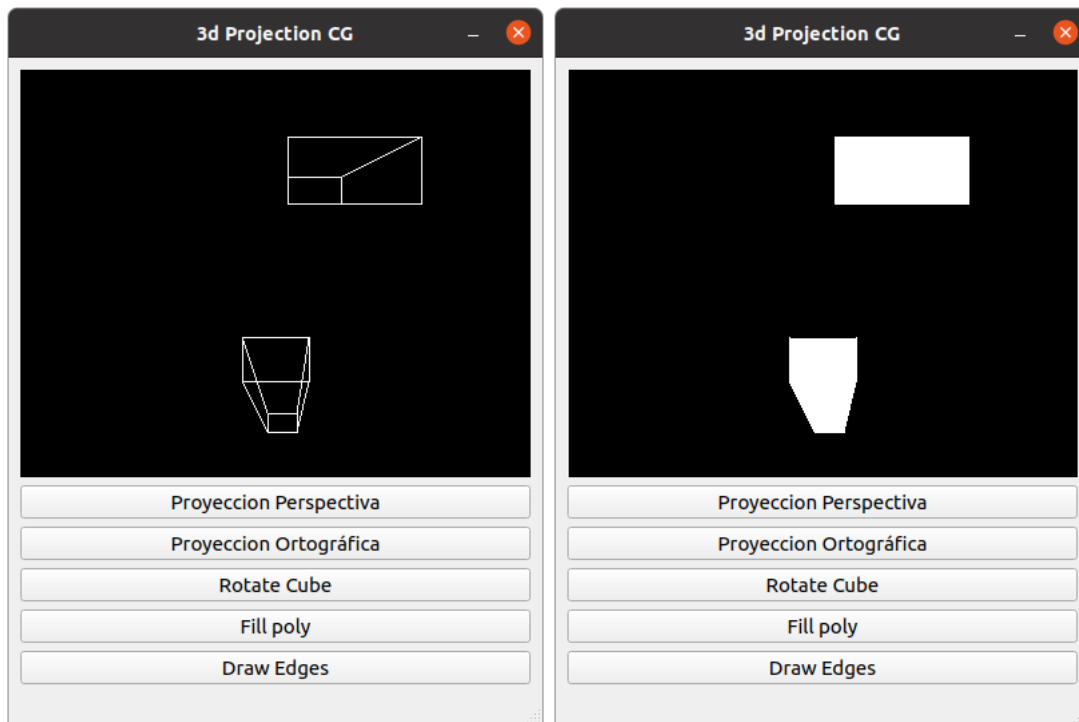 3d Projection CG
Proyeccion Perspectiva
Proyeccion Ortográfica
Rotate Cube
Fill poly
Draw Edges
3d Projection CG
Proyeccion Perspectiva
Proyeccion Ortográfica
Rotate Cube
Fill poly
Draw Edges